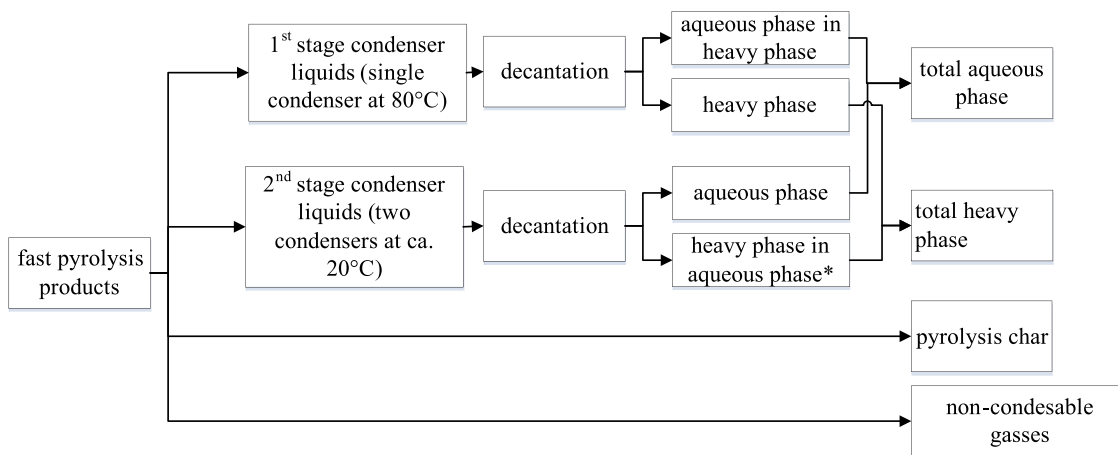 fast pyrolysis
products
1st stage condenser
liquids (single
condenser at 80°C)
decantation
aqueous phase in
heavy phase
heavy phase
total aqueous
phase
2nd stage condenser
liquids (two
condensers at ca.
20°C)
decantation
aqueous phase
heavy phase in
aqueous phase*
total heavy
phase
pyrolysis char
non-condesable
gasses